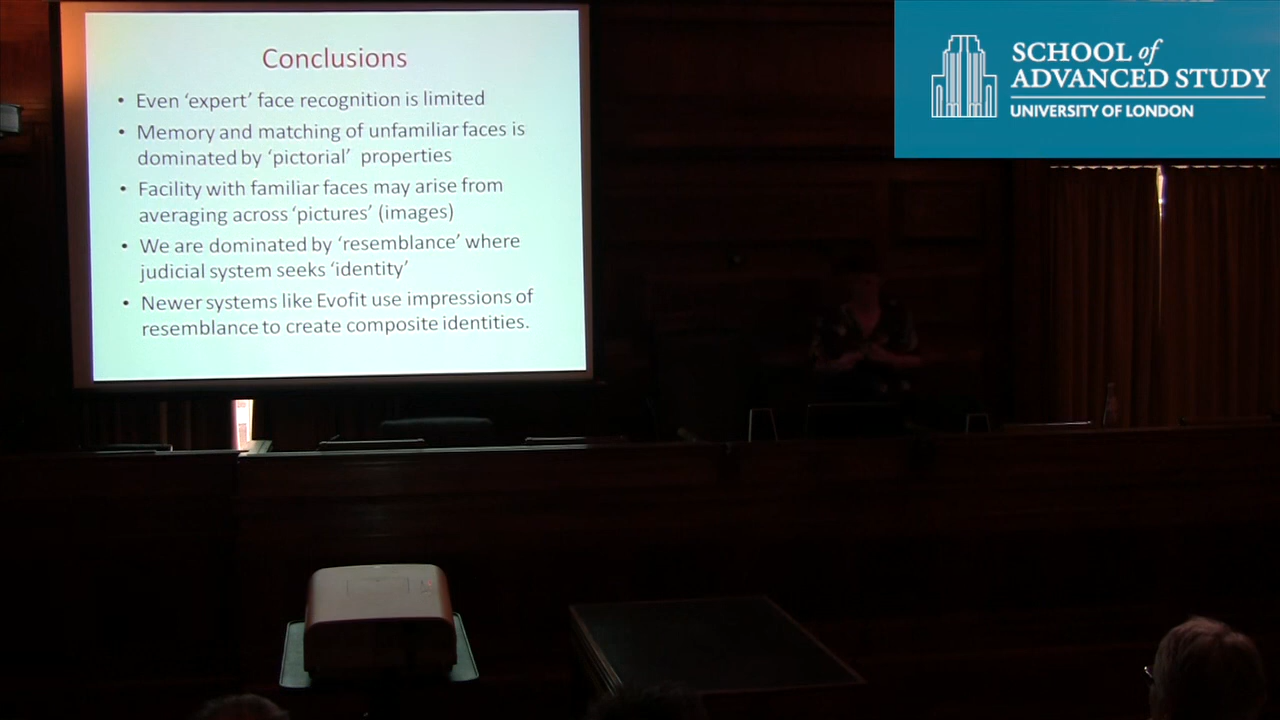 Conclusions
• Even ‘expert’ face recognition is limited
• Memory and matching of unfamiliar faces is
dominated by ‘pictorial’ properties
• Facility with familiar faces may arise from
averaging across ‘pictures’ (images)
• We are dominated by ‘resemblance’ where
judicial system seeks ‘identity’
• Newer systems like Evofit use impressions of
resemblance to create composite identities.
SCHOOL of
ADVANCED STUDY
UNIVERSITY OF LONDON